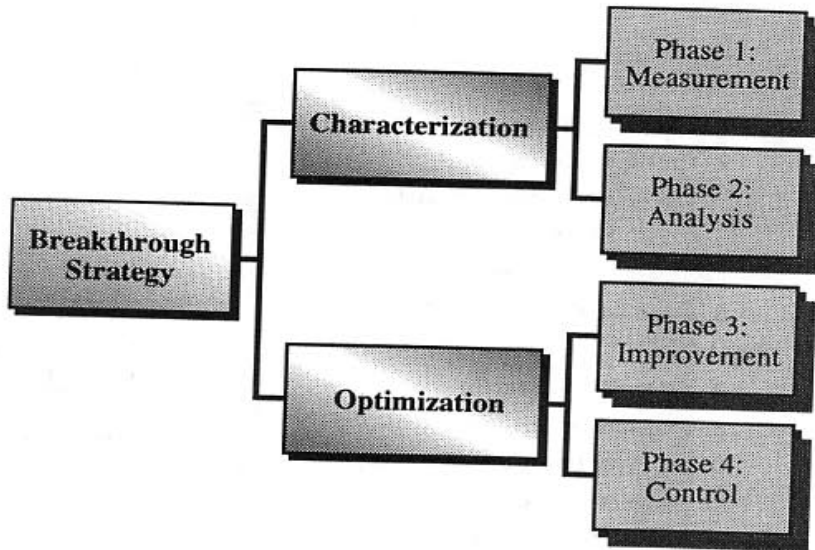 Phase 1:
Measurement
Characterization
Phase 2:
Analysis
Breakthrough
Strategy
Phase 3:
Improvement
Optimization
Phase 4:
Control